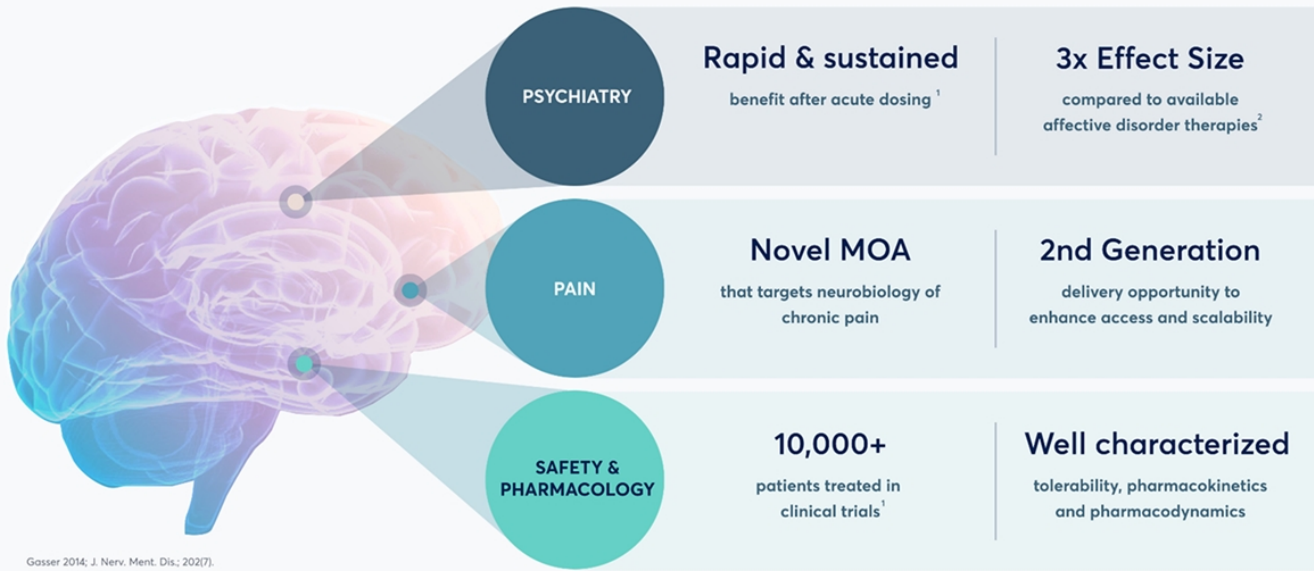 PSYCHIATRY
Rapid & sustained
benefit after acute dosing ¹
3x Effect Size
compared to available
affective disorder therapies²
PAIN
Novel MOA
that targets neurobiology of
chronic pain
2nd Generation
delivery opportunity to
enhance access and scalability
SAFETY &
PHARMACOLOGY
10,000+
patients treated in
clinical trials¹
Well characterized
tolerability, pharmacokinetics
and pharmacodynamics
Gasser 2014; J. Nerv. Ment. Dis.; 202(7).